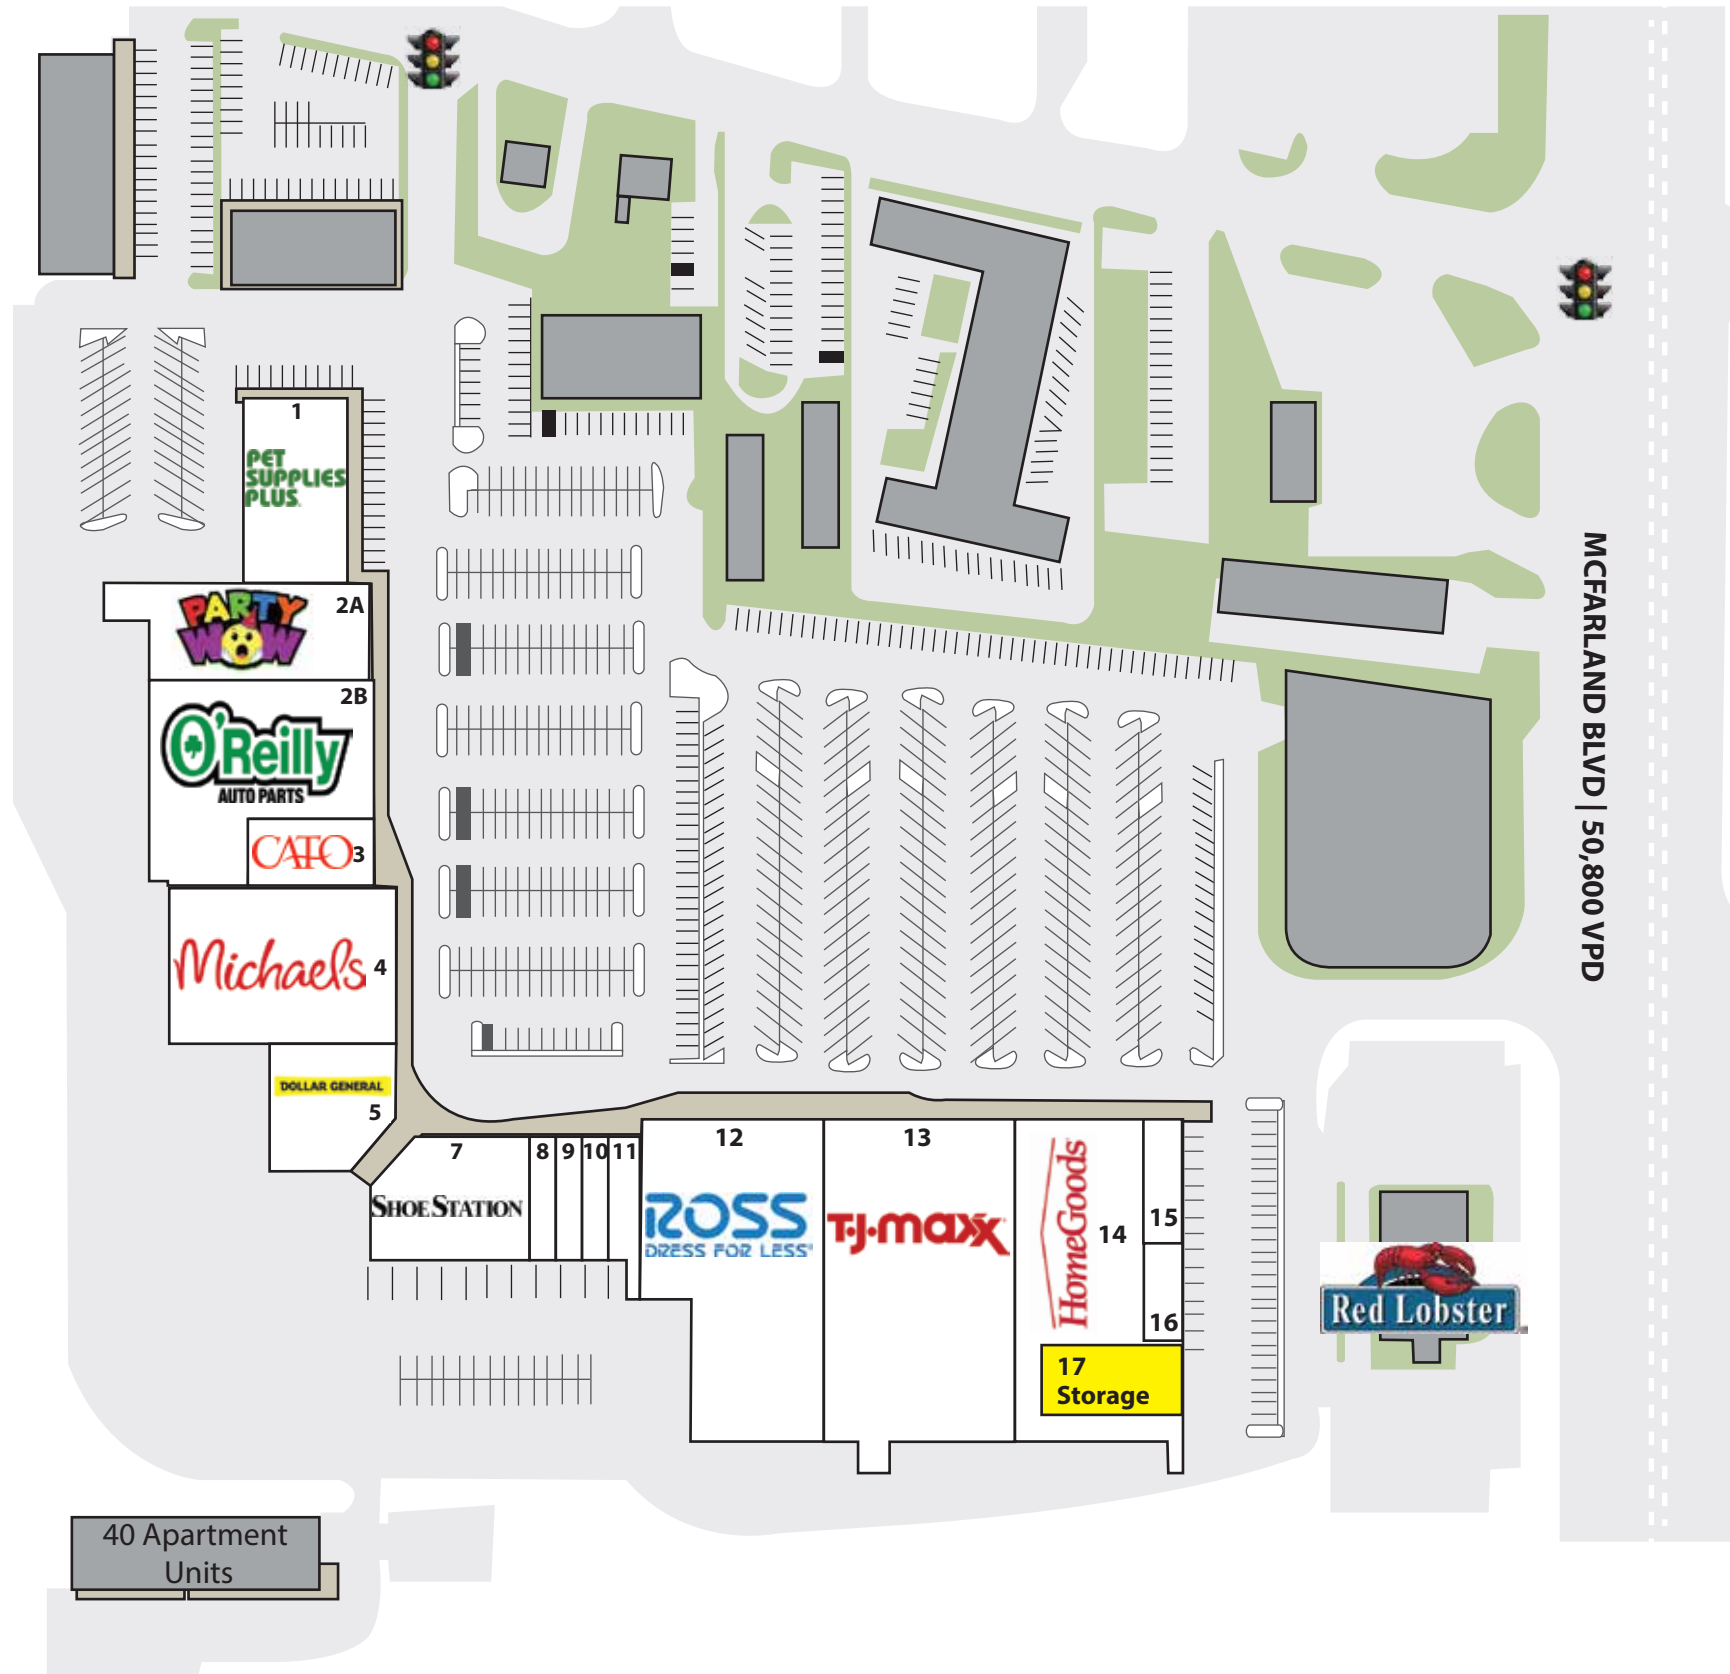 1
PET
SUPPLIES
PLUS
2A
PARTY
WOW
2B
O'Reilly
AUTO PARTS
CATO
3
Michaels
4
DOLLAR GENERAL
5
7
SHOE STATION
8
9
10
11
12
ROSS
DRESS FOR LESS
13
T·J·maxx
HomeGoods
14
15
16
17
Storage
Red Lobster
MCFARLAND BLVD | 50,800 VPD
40 Apartment
Units